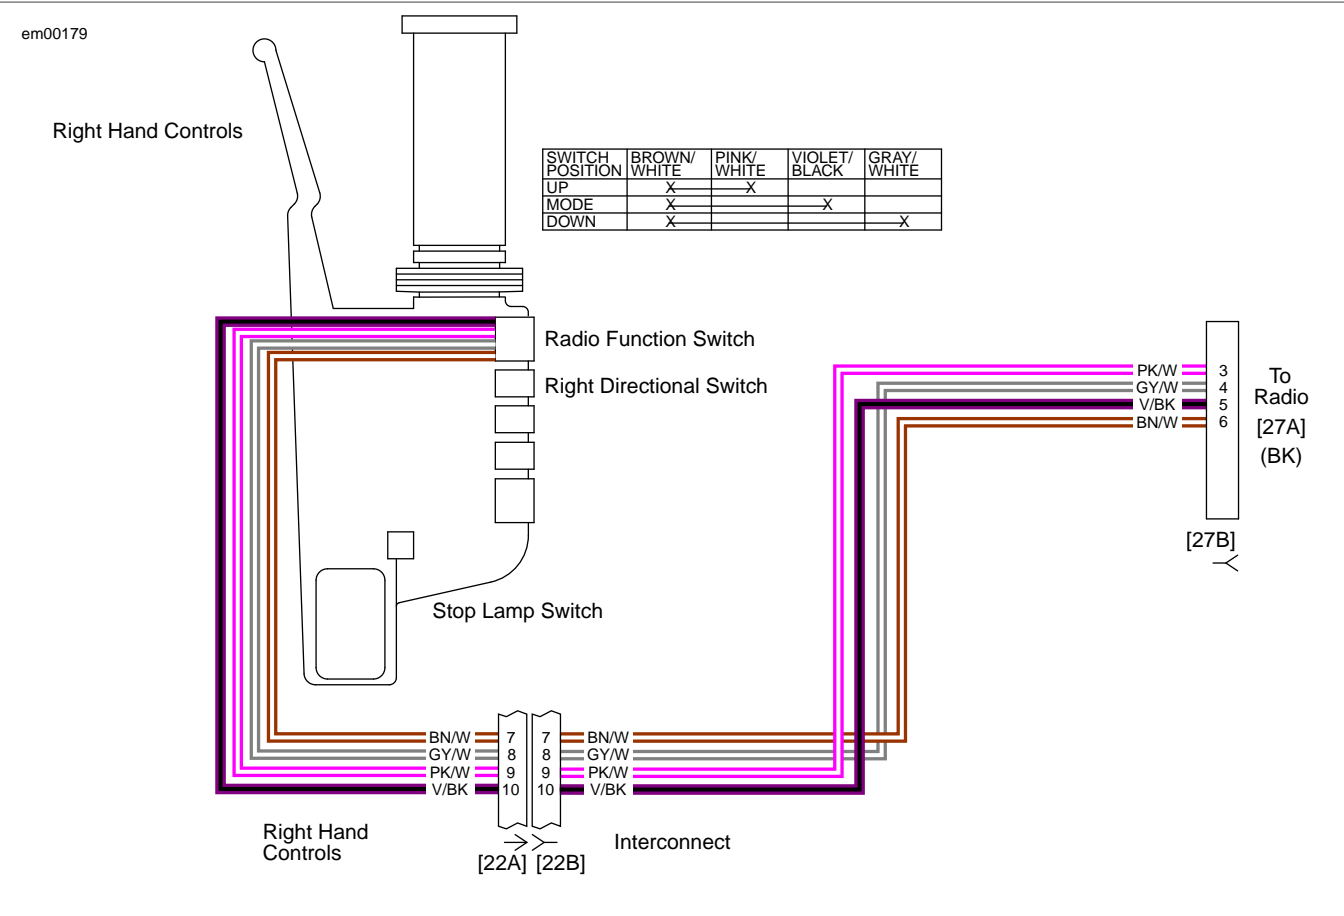 em00179
Right Hand Controls
SWITCH POSITION BROWN/ WHITE PINK/ WHITE VIOLET/ BLACK GRAY/ WHITE
UP X X
MODE X X
DOWN X X
Radio Function Switch
Right Directional Switch
Stop Lamp Switch
PK/W 3
GY/W 4
V/BK 5
BN/W 6
To
Radio
[27A]
(BK)
[27B]
BN/W 7 7 BN/W
GY/W 8 8 GY/W
PK/W 9 9 PK/W
V/BK 10 10 V/BK
Right Hand
Controls
[22A] [22B]
Interconnect